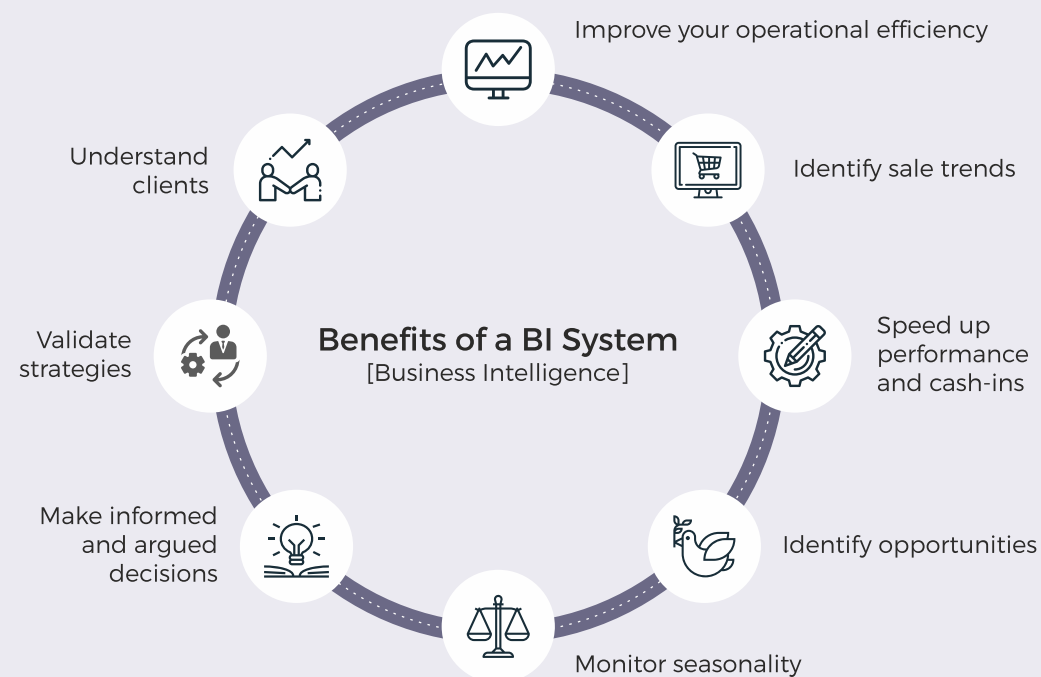 Improve your operational efficiency
Identify sale trends
Speed up
performance
and cash-ins
Identify opportunities
Monitor seasonality
Make informed
and argued
decisions
Validate
strategies
Understand
clients
Benefits of a BI System
[Business Intelligence]